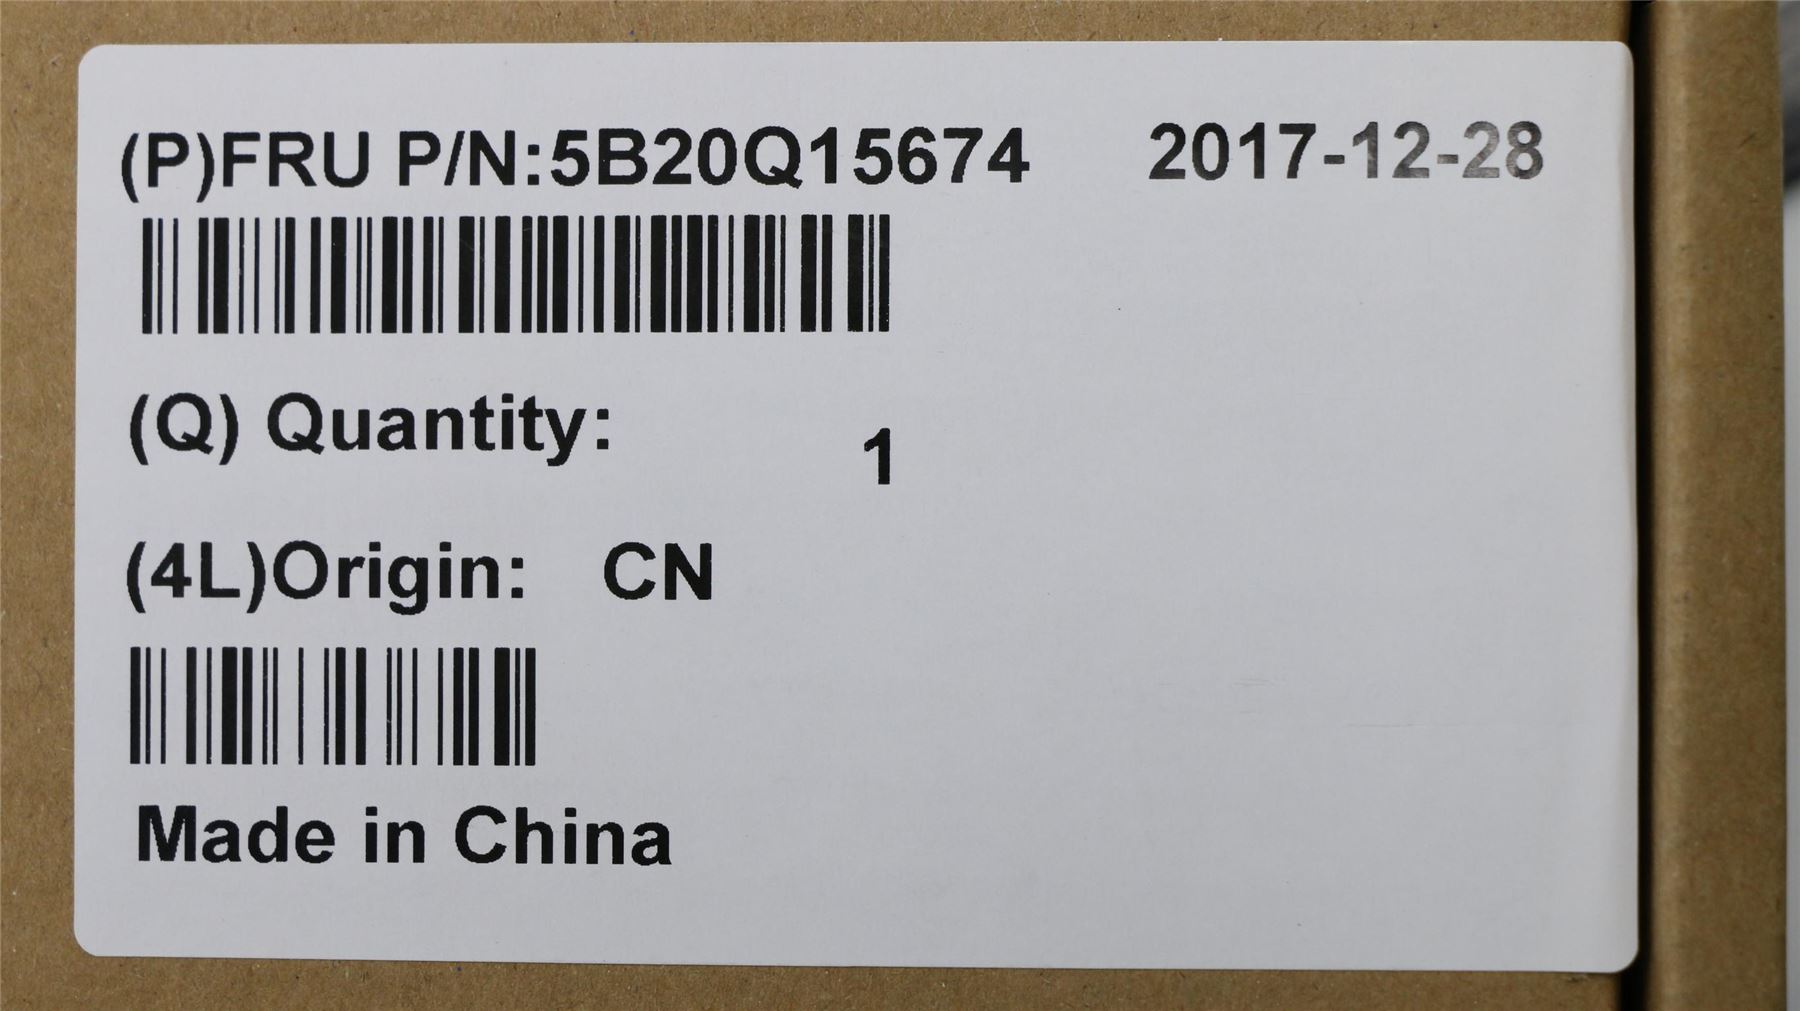 (P)FRU P/N:5B20Q15674 2017-12-28
(Q) Quantity: 1
(4L)Origin: CN
Made in China